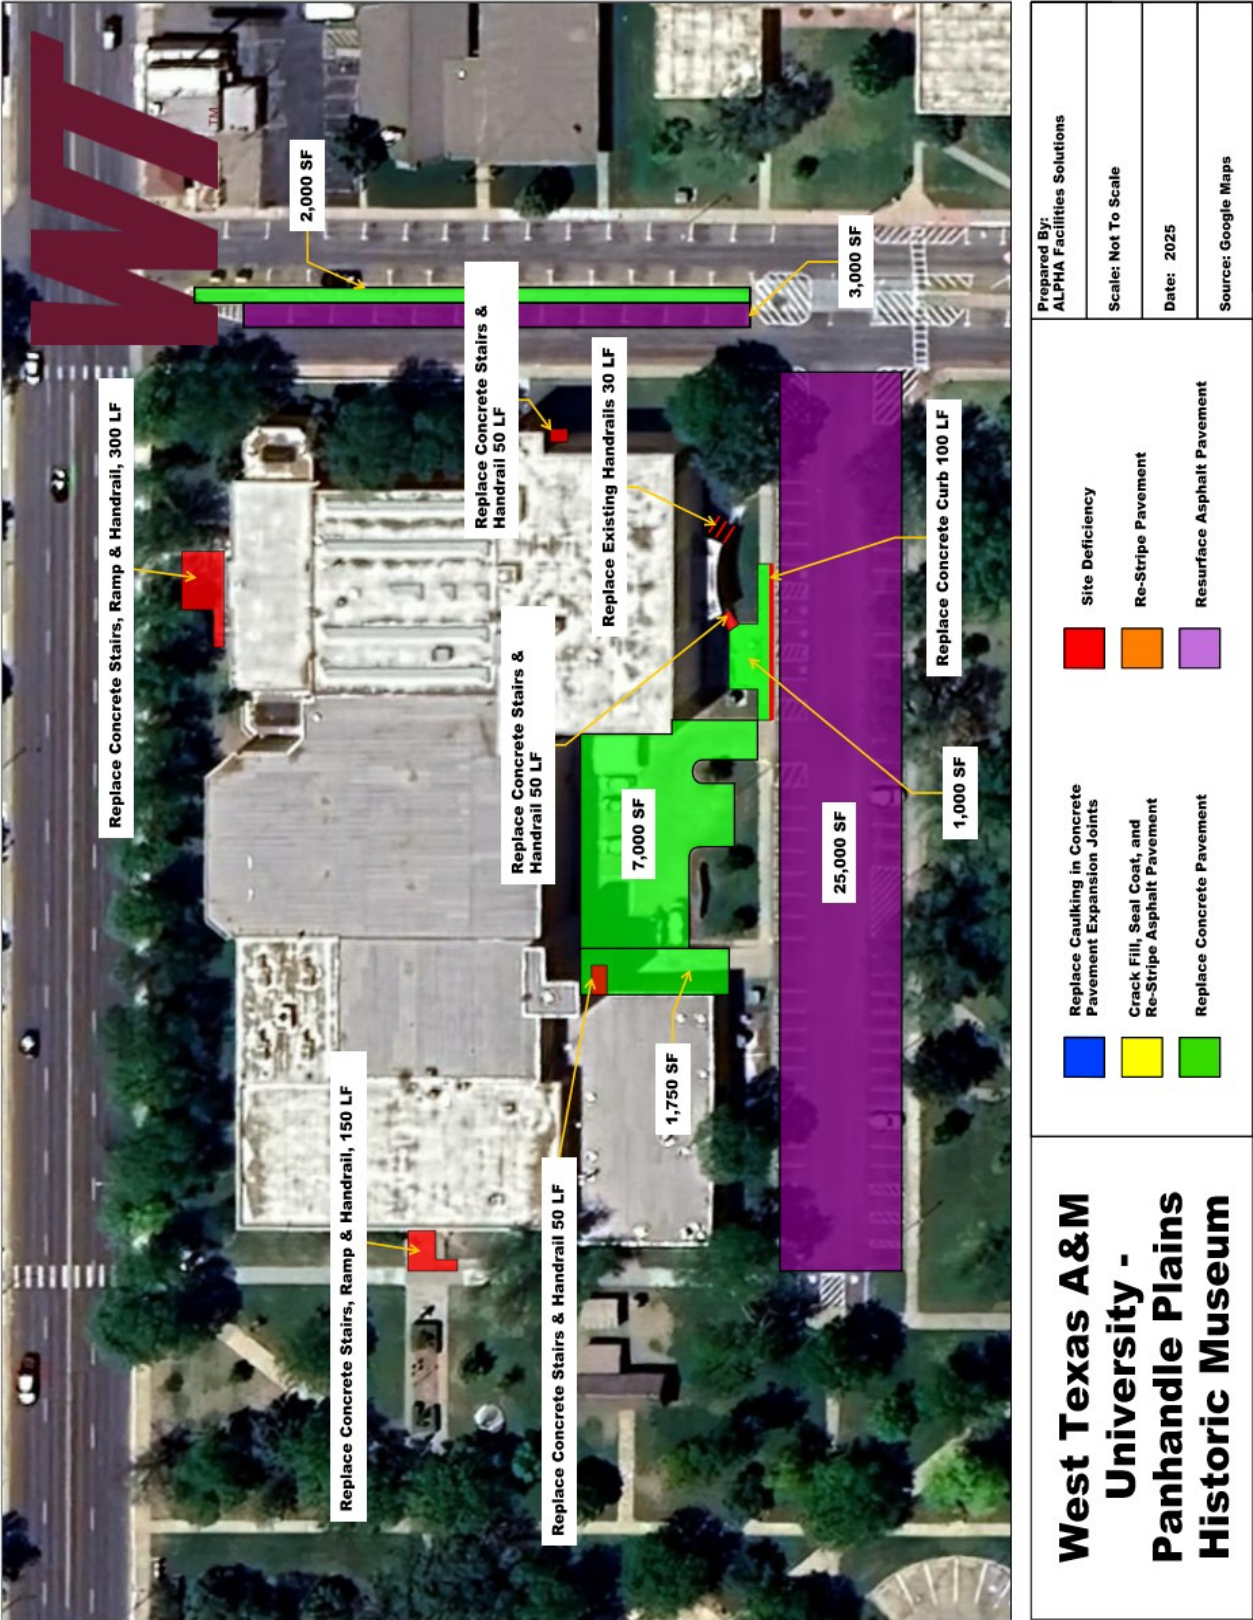 WT
TM
2,000 SF
3,000 SF
Replace Concrete Stairs, Ramp & Handrail, 300 LF
Replace Concrete Stairs &
Handrail 50 LF
Replace Existing Handrails 30 LF
Replace Concrete Stairs &
Handrail 50 LF
Replace Concrete Curb 100 LF
7,000 SF
25,000 SF
1,000 SF
1,750 SF
Replace Concrete Stairs, Ramp & Handrail, 150 LF
Replace Concrete Stairs & Handrail 50 LF
West Texas A&M
University -
Panhandle Plains
Historic Museum
Replace Caulking in Concrete
Pavement Expansion Joints
Crack Fill, Seal Coat, and
Re-Stripe Asphalt Pavement
Replace Concrete Pavement
Site Deficiency
Re-Stripe Pavement
Resurface Asphalt Pavement
Prepared By:
ALPHA Facilities Solutions
Scale: Not To Scale
Date: 2025
Source: Google Maps